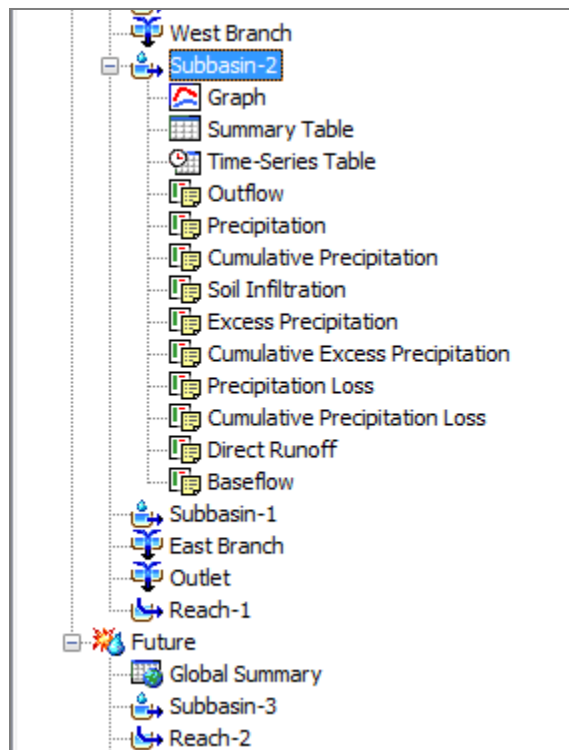 West Branch
Subbasin-2
Graph
Summary Table
Time-Series Table
Outflow
Precipitation
Cumulative Precipitation
Soil Infiltration
Excess Precipitation
Cumulative Excess Precipitation
Precipitation Loss
Cumulative Precipitation Loss
Direct Runoff
Baseflow
Subbasin-1
East Branch
Outlet
Reach-1
Future
Global Summary
Subbasin-3
Reach-2